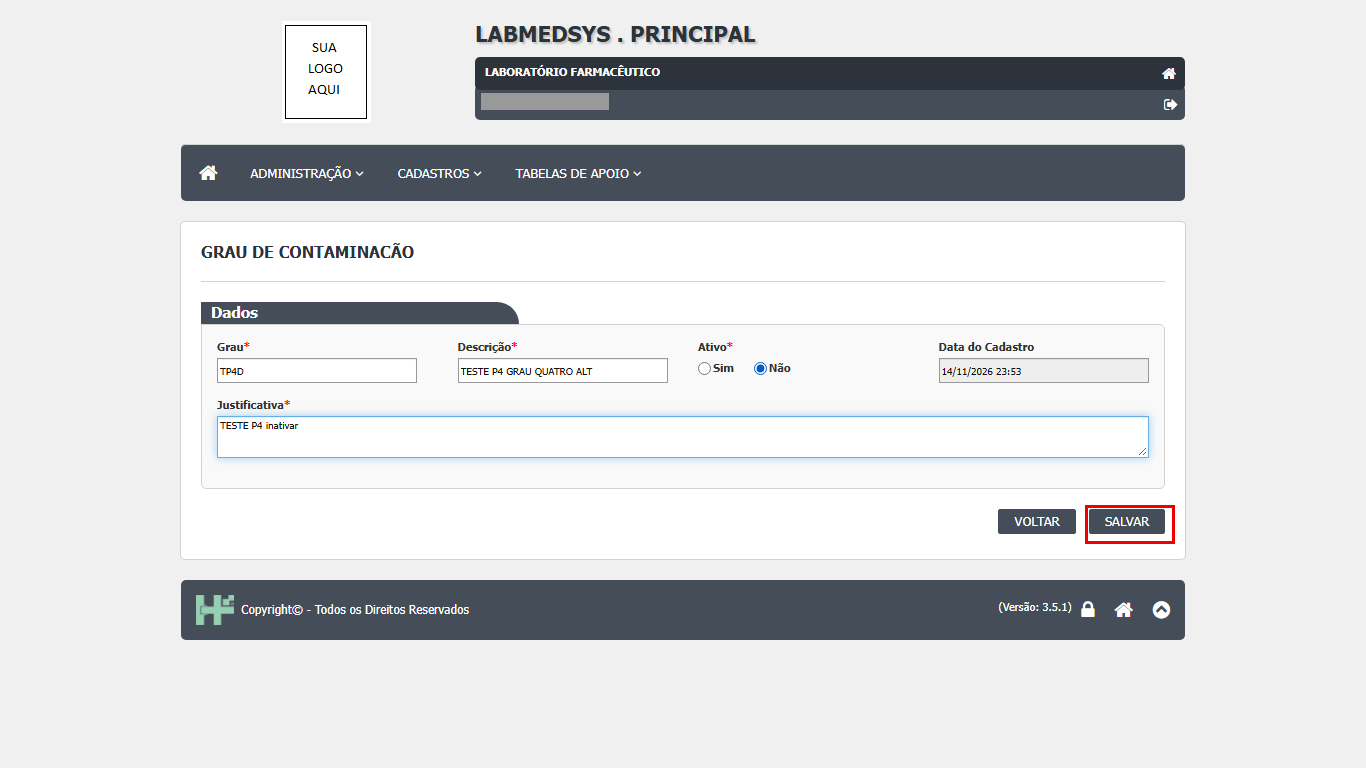 SUA
LOGO
AQUI
LABMEDSYS . PRINCIPAL
LABORATÓRIO FARMACÊUTICO
ADMINISTRAÇÃO CADASTROS TABELAS DE APOIO
GRAU DE CONTAMINACÃO
Dados
Grau* Descrição* Ativo* Data do Cadastro
TP4D TESTE P4 GRAU QUATRO ALT Sim Não 14/11/2026 23:53
Justificativa*
TESTE P4 inativar
VOLTAR SALVAR
Copyright© - Todos os Direitos Reservados (Versão: 3.5.1)